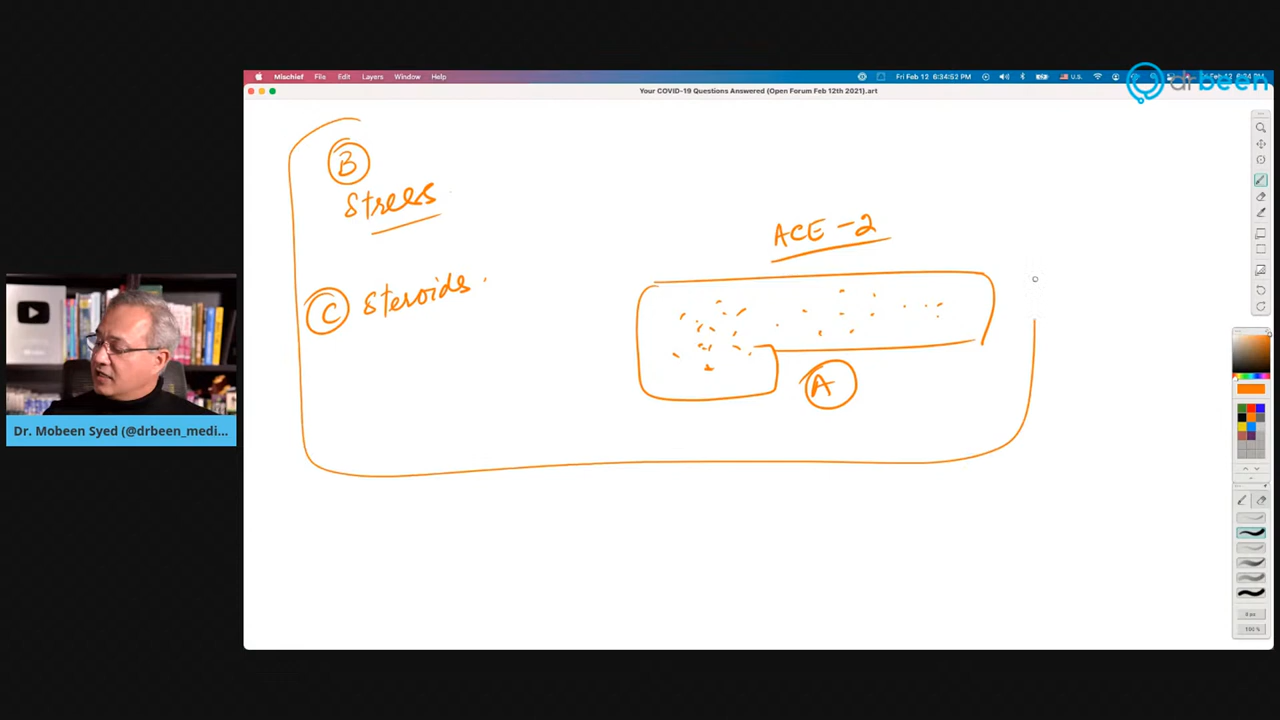 Mischief File Edit Layers Window Help
U.S.
Fri Feb 12 6:34:52 PM
drbeen
Your COVID-19 Questions Answered (Open Forum Feb 12th 2021).art
B
Stress
ACE-2
C Steroids.
A
Dr. Mobeen Syed (@drbeen_medi...
100 %